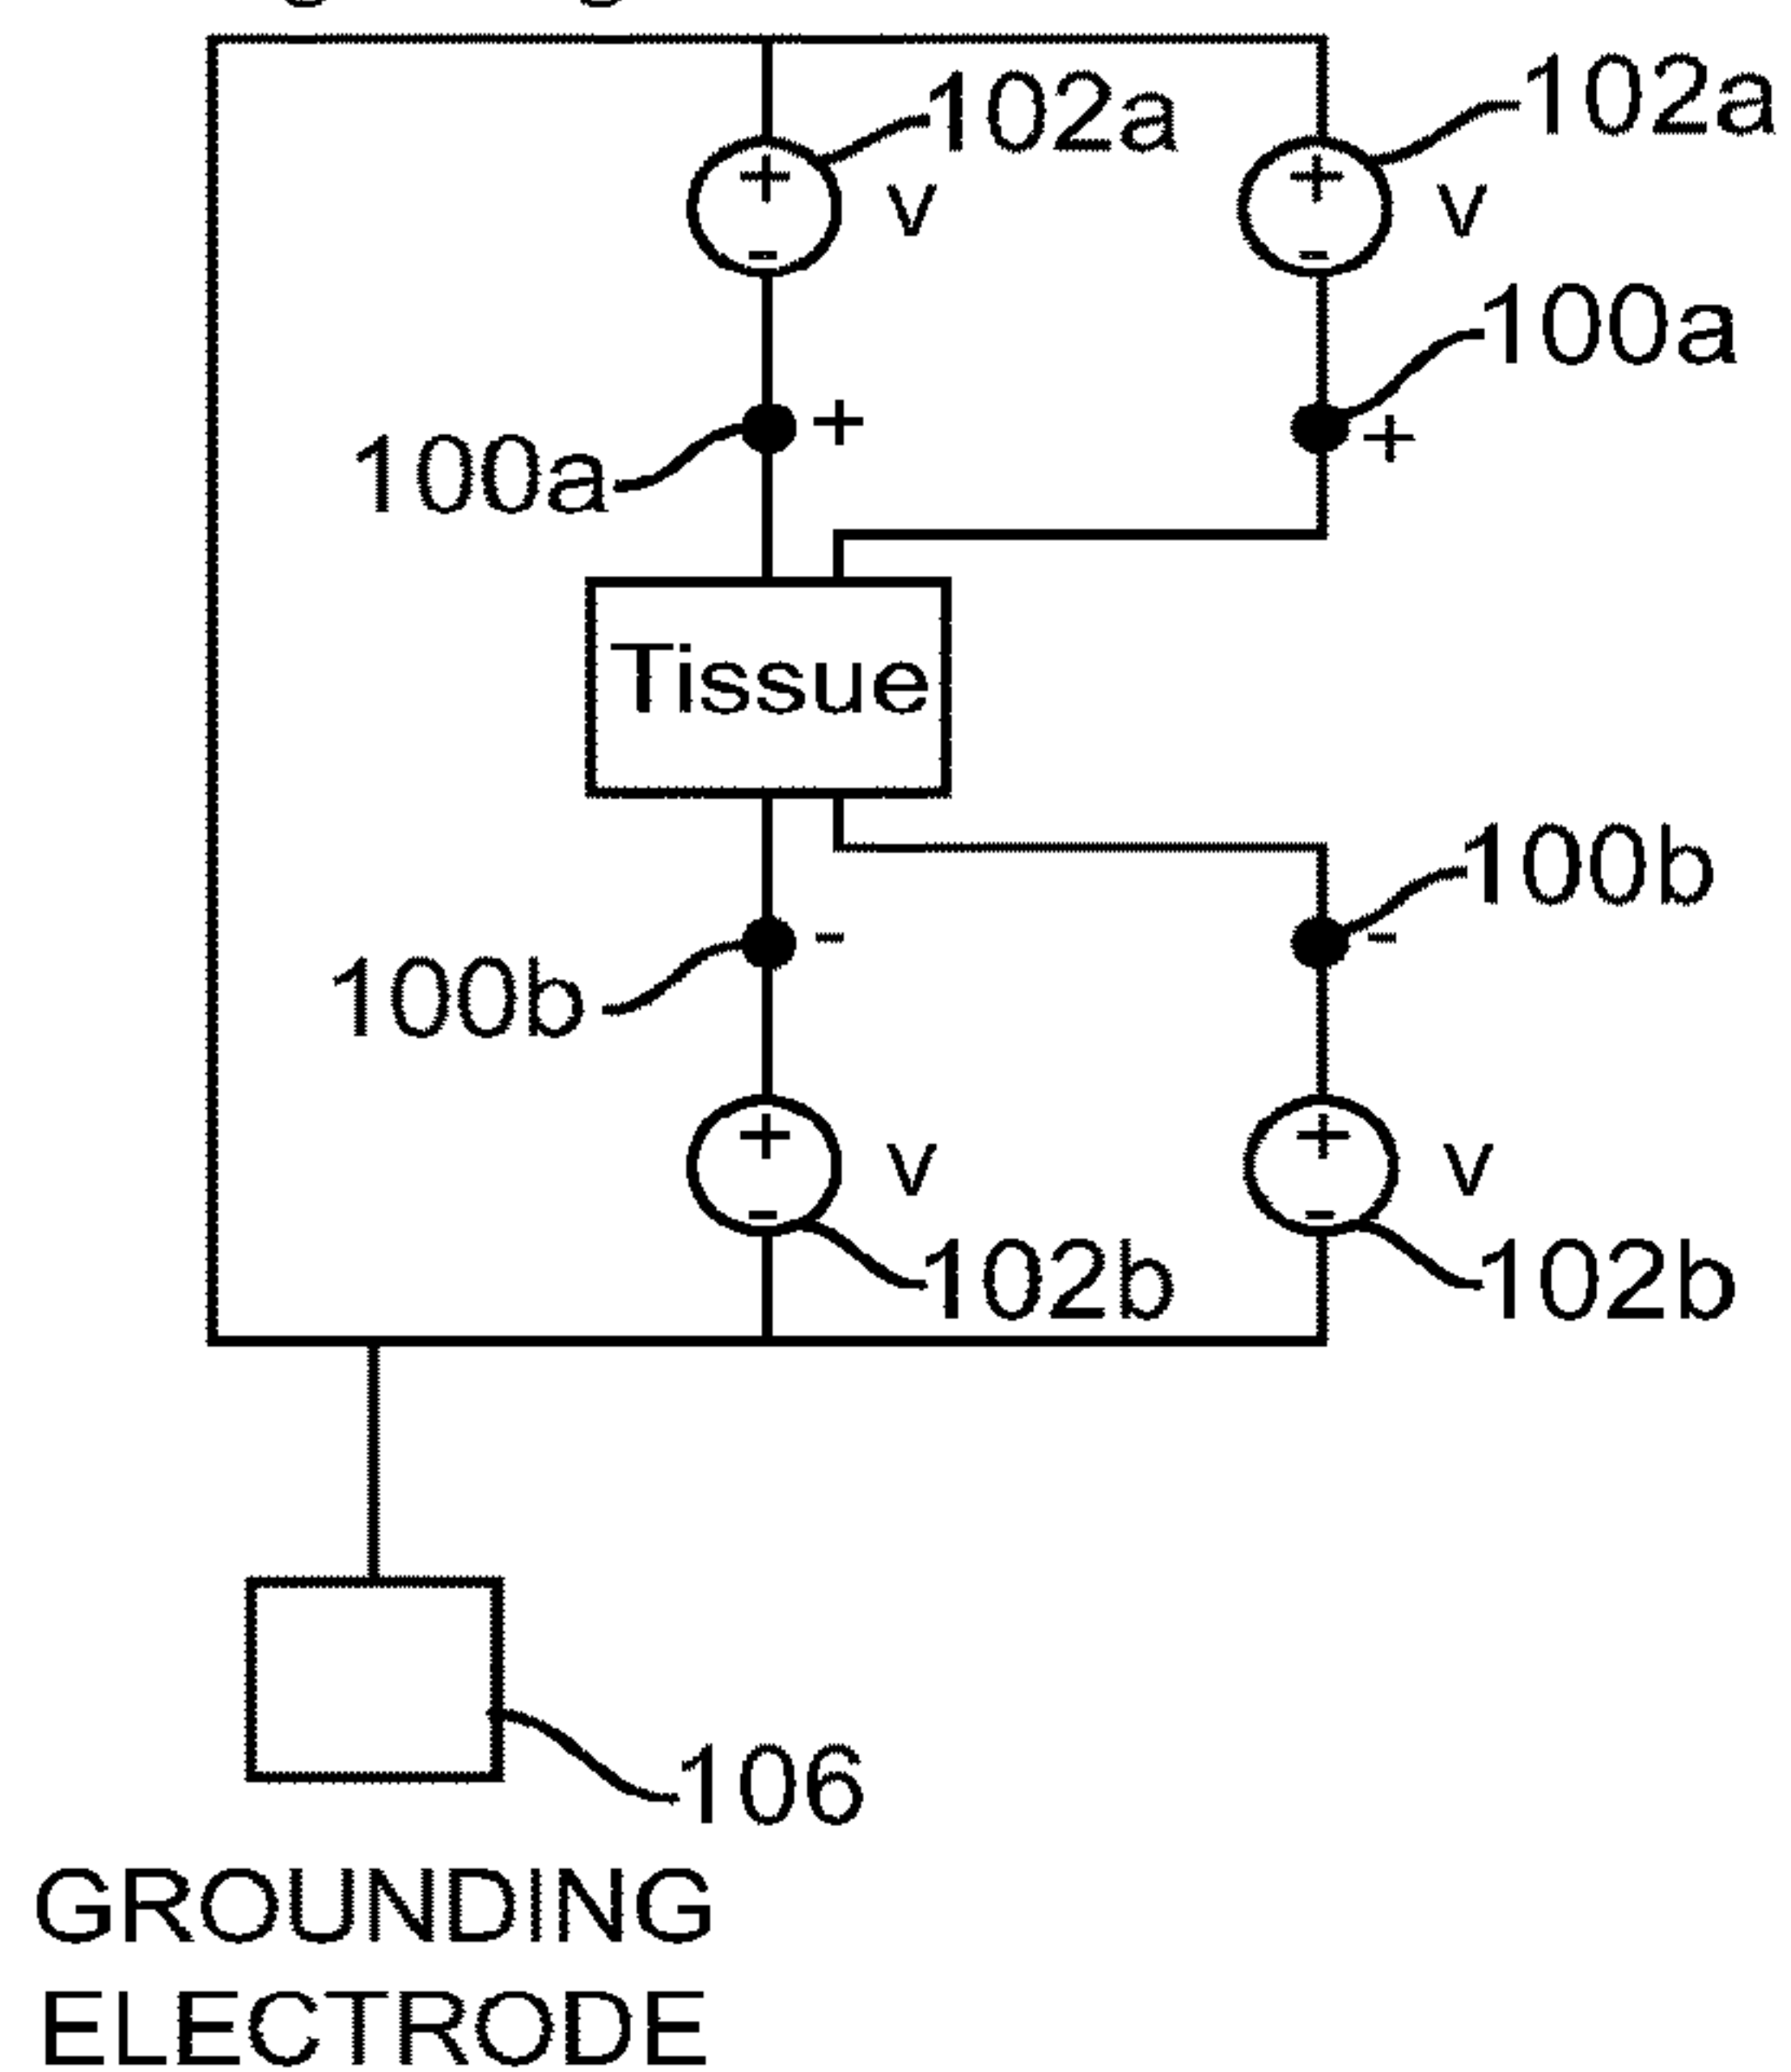 102a
102a
+
+
v
v
-
-
100a
+
+
100a
Tissue
100b
-
-
100b
+
+
v
v
-
-
102b
102b
106
GROUNDING
ELECTRODE